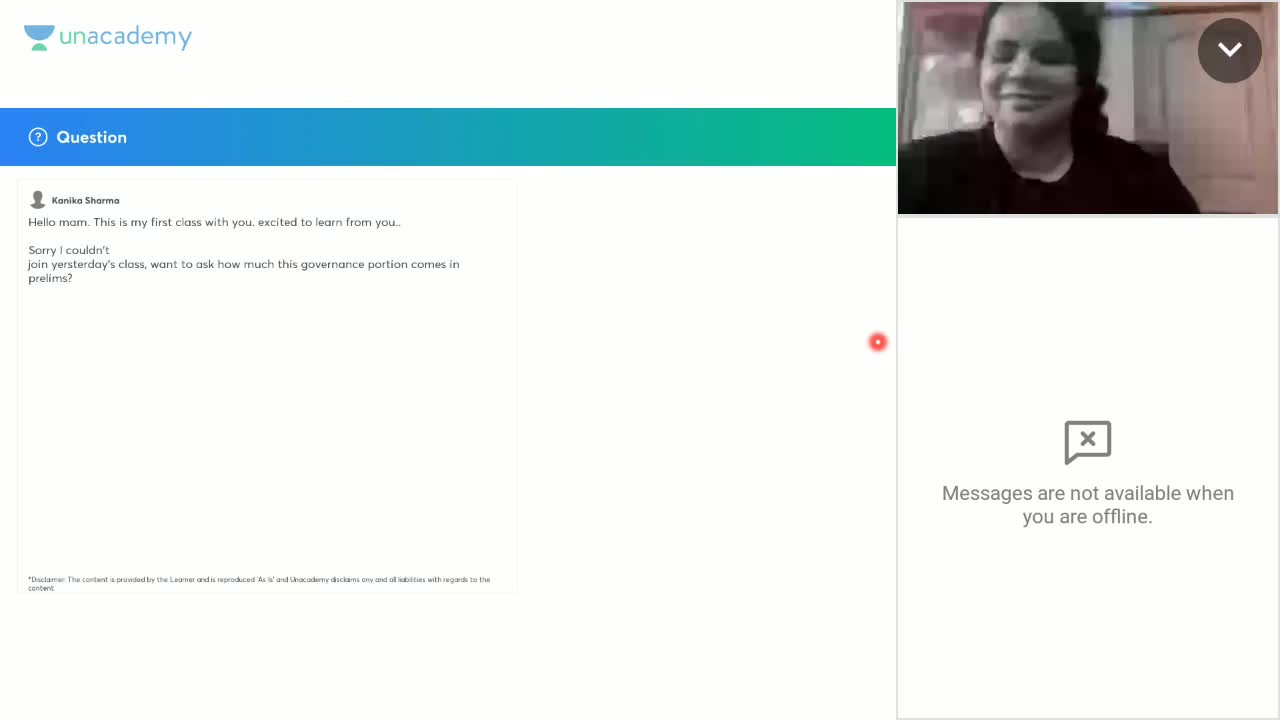 unacademy
Question
Kanika Sharma
Hello mam. This is my first class with you. excited to learn from you..
Sorry I couldn't
join yersterday's class, want to ask how much this governance portion comes in
prelims?
*Disclaimer: The content is provided by the Learner and is reproduced 'As Is' and Unacademy disclaims any and all liabilities with regards to the
content
Messages are not available when
you are offline.